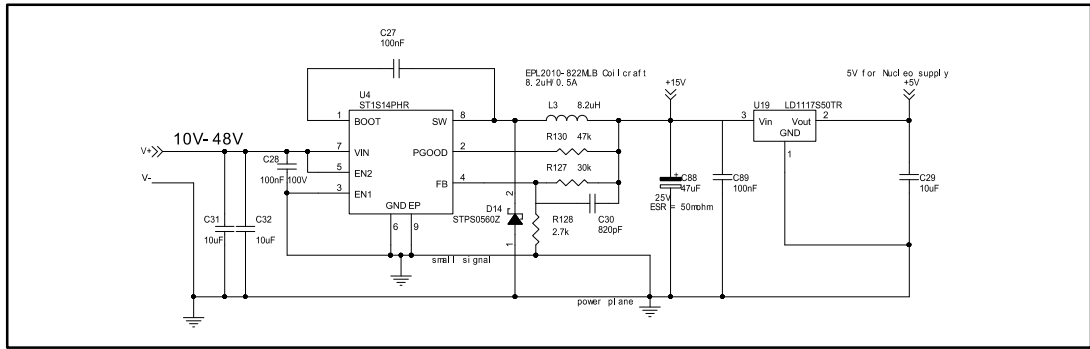 C27
100nF
EPL2010-822MLB Coilcraft
8.2uH/0.5A
+15V
5V for Nucleo supply
+5V
U4
ST1S14PHR
L3 8.2uH
U19 LD1117S50TR
1 BOOT SW 8
3 Vin Vout 2
GND
1
10V-48V
V+
7 VIN PGOOD 2
R130 47k
C28
100nF 100V
5 EN2
R127 30k
3 EN1 FB 4
V-
C88
47uF
25V
ESR = 50mohm
C89
100nF
C29
10uF
GND EP
6 9
2
D14
STPS0560Z
1
R128
2.7k
C30
820pF
C31
10uF
C32
10uF
small signal
power plane